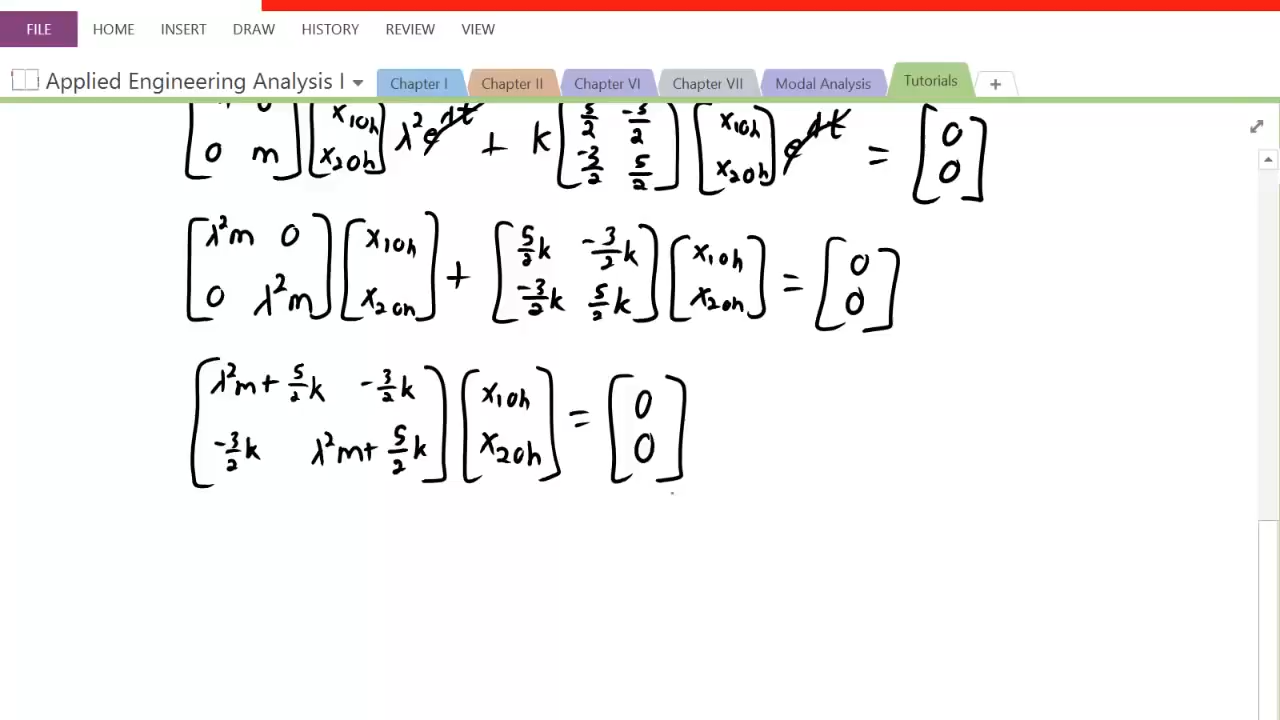 FILE HOME INSERT DRAW HISTORY REVIEW VIEW
Applied Engineering Analysis I Chapter I Chapter II Chapter VI Chapter VII Modal Analysis Tutorials +
[0; 0 m] [x₁₀ₕ; x₂₀ₕ] λ² e^λt + k [5/2 -3/2; -3/2 5/2] [x₁₀ₕ; x₂₀ₕ] e^λt = [0; 0]
[λ²m 0; 0 λ²m] [x₁₀ₕ; x₂₀ₕ] + [5/2k -3/2k; -3/2k 5/2k] [x₁₀ₕ; x₂₀ₕ] = [0; 0]
[λ²m+5/2k -3/2k; -3/2k λ²m+5/2k] [x₁₀ₕ; x₂₀ₕ] = [0; 0]